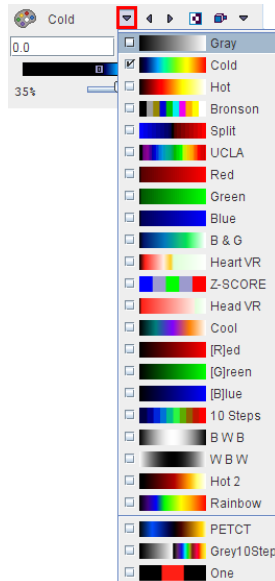 Cold
0.0
35%
Gray
Cold
Hot
Bronson
Split
UCLA
Red
Green
Blue
B & G
Heart VR
Z-SCORE
Head VR
Cool
[R]ed
[G]reen
[B]lue
10 Steps
B W B
W B W
Hot 2
Rainbow
PETCT
Grey10Step
One